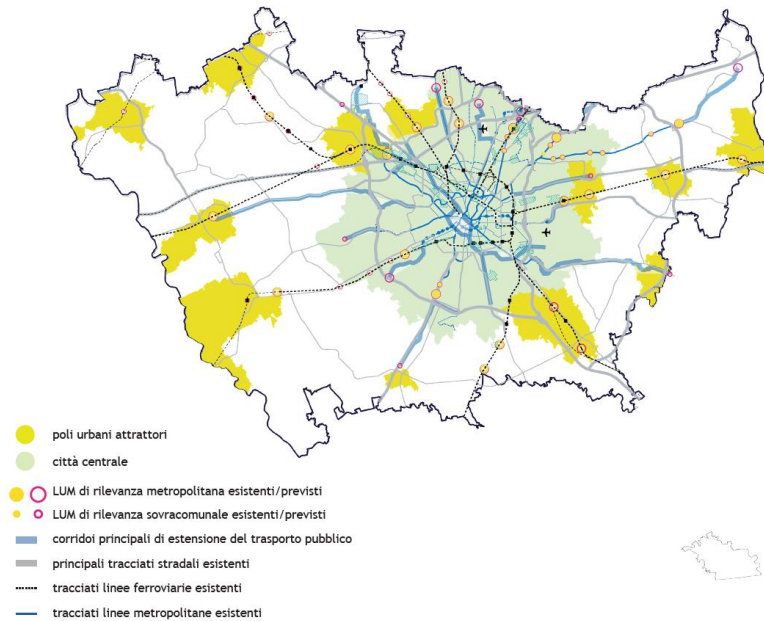 poli urbani attrattori
città centrale
LUM di rilevanza metropolitana esistenti/previsti
LUM di rilevanza sovracomunale esistenti/previsti
corridoi principali di estensione del trasporto pubblico
principali tracciati stradali esistenti
tracciati linee ferroviarie esistenti
tracciati linee metropolitane esistenti